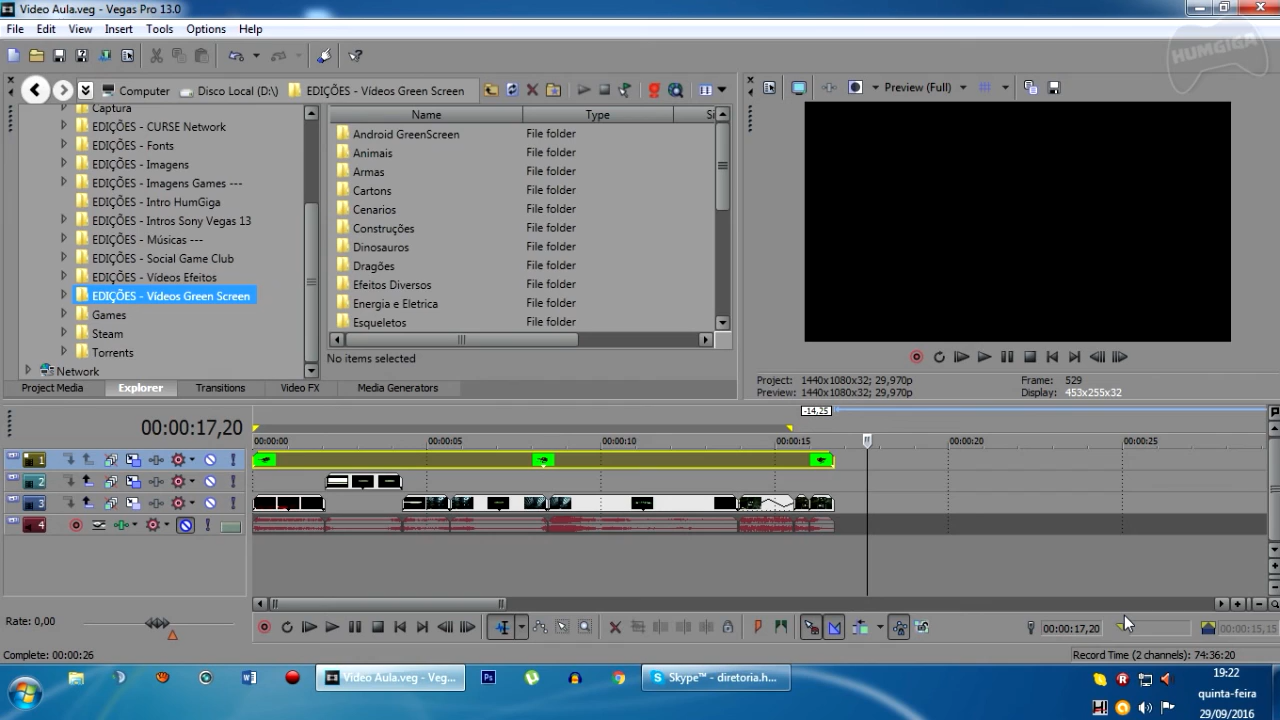 Video Aula.veg - Vegas Pro 13.0
File Edit View Insert Tools Options Help
HUMGIGA
Computer Disco Local (D:\) EDIÇÕES - Vídeos Green Screen
Preview (Full)
Captura
EDIÇÕES - CURSE Network
EDIÇÕES - Fonts
EDIÇÕES - Imagens
EDIÇÕES - Imagens Games ---
EDIÇÕES - Intro HumGiga
EDIÇÕES - Intros Sony Vegas 13
EDIÇÕES - Músicas ---
EDIÇÕES - Social Game Club
EDIÇÕES - Vídeos Efeitos
EDIÇÕES - Vídeos Green Screen
Games
Steam
Torrents
Network
Name Type Si
Android GreenScreen File folder
Animais File folder
Armas File folder
Cartons File folder
Cenarios File folder
Construções File folder
Dinosauros File folder
Dragões File folder
Efeitos Diversos File folder
Energia e Eletrica File folder
Esqueletos File folder
No items selected
Project Media Explorer Transitions Video FX Media Generators
Project: 1440x1080x32; 29,970p Frame: 529
Preview: 1440x1080x32; 29,970p Display: 453x255x32
00:00:17,20
-14,25
00:00:00 00:00:05 00:00:10 00:00:15 00:00:20 00:00:25
1
2
3
4
Rate: 0,00
00:00:17,20 00:00:15,15
Complete: 00:00:26
Record Time (2 channels): 74:36:20
Video Aula.veg - Veg...
Skype™ - diretoria.h...
19:22
quinta-feira
29/09/2016